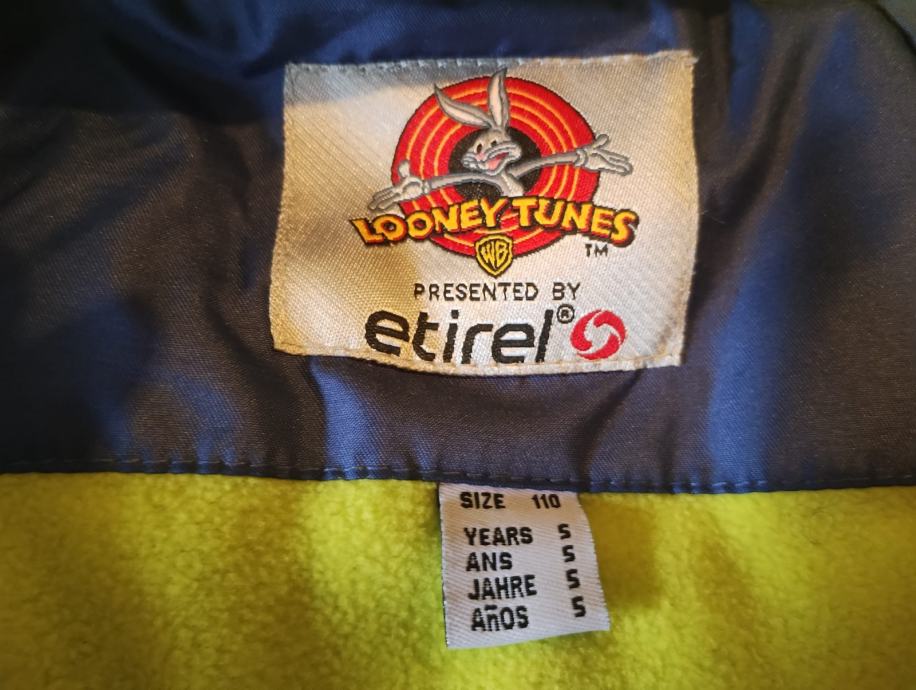 LOONEY TUNES
TM
WB
PRESENTED BY
etirel®
SIZE 110
YEARS 5
ANS 5
JAHRE 5
AÑOS 5